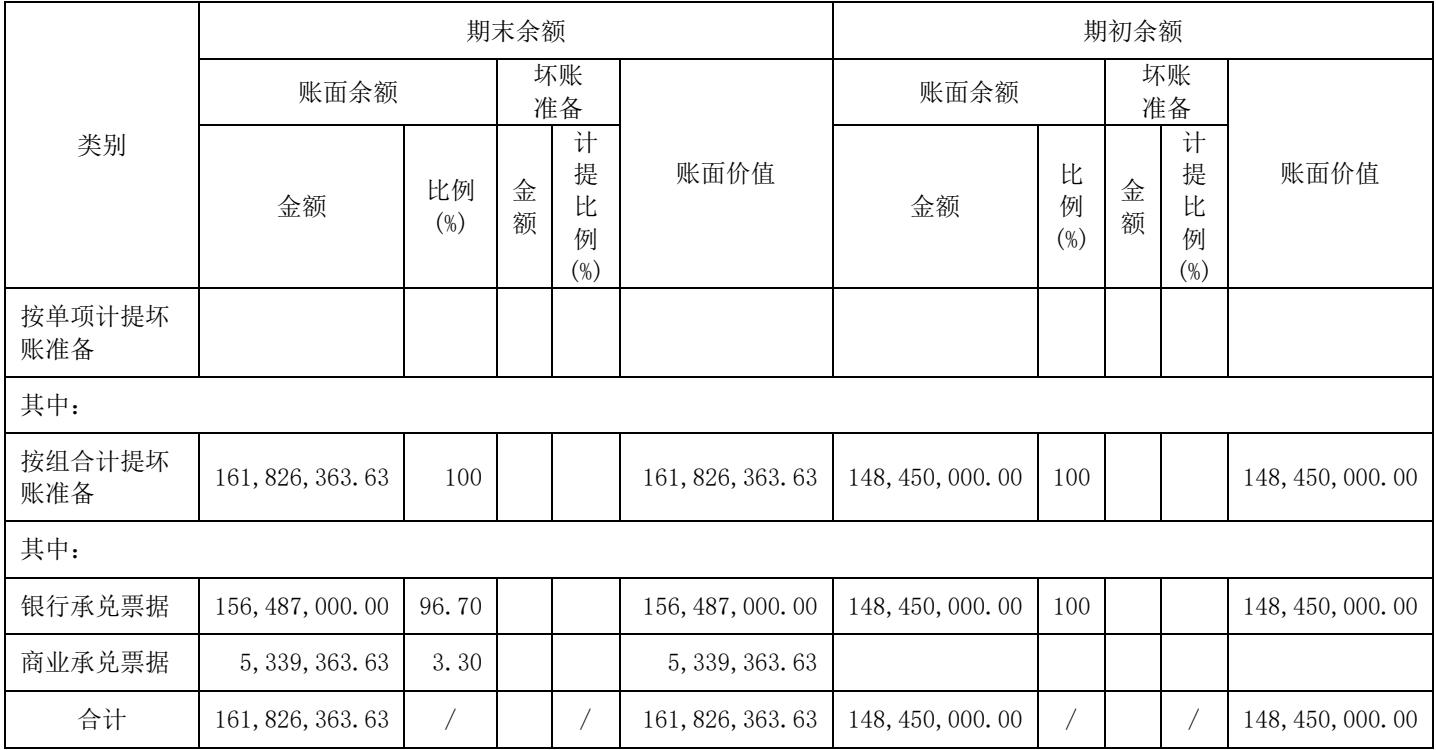 类别
期末余额
期初余额
账面余额
坏账
准备
账面价值
账面余额
坏账
准备
账面价值
金额
比例
(%)
金
额
计
提
比
例
(%)
金额
比
例
(%)
金
额
计
提
比
例
(%)
按单项计提坏
账准备
其中：
按组合计提坏
账准备
161,826,363.63 100 161,826,363.63 148,450,000.00 100 148,450,000.00
其中：
银行承兑票据 156,487,000.00 96.70 156,487,000.00 148,450,000.00 100 148,450,000.00
商业承兑票据 5,339,363.63 3.30 5,339,363.63
合计 161,826,363.63 / / 161,826,363.63 148,450,000.00 / / 148,450,000.00